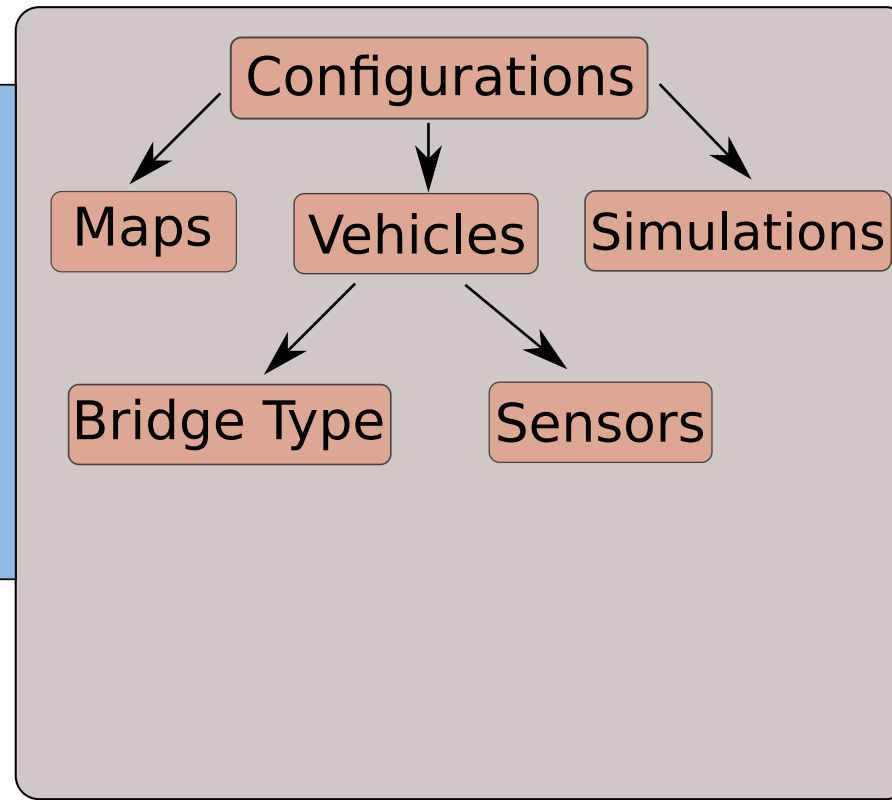 Configurations
Maps
Vehicles
Simulations
Bridge Type
Sensors